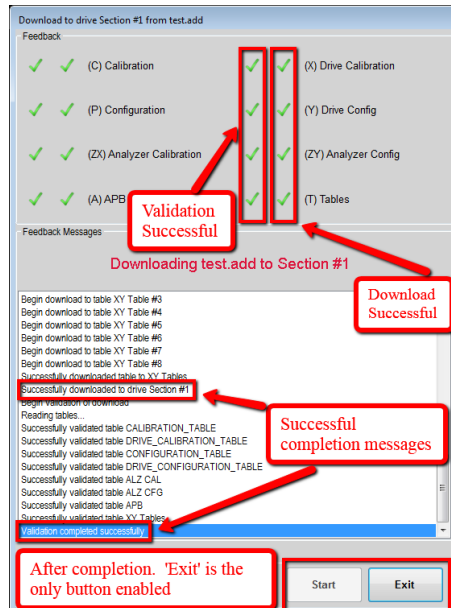 Download to drive Section #1 from test.add
Feedback
(C) Calibration
(X) Drive Calibration
(P) Configuration
(Y) Drive Config
(ZX) Analyzer Calibration
(ZY) Analyzer Config
(A) APB
(T) Tables
Validation
Successful
Feedback Messages
Downloading test.add to Section #1
Download
Successful
Begin download to table XY Table #3
Begin download to table XY Table #4
Begin download to table XY Table #5
Begin download to table XY Table #6
Begin download to table XY Table #7
Begin download to table XY Table #8
Successfully downloaded table to XY Tables
Successfully downloaded to drive Section #1
Begin Validation of download
Reading tables...
Successfully validated table CALIBRATION_TABLE
Successfully validated table DRIVE_CALIBRATION_TABLE
Successfully validated table CONFIGURATION_TABLE
Successfully validated table DRIVE_CONFIGURATION_TABLE
Successfully validated table ALZ CAL
Successfully validated table ALZ CFG
Successfully validated table APB
Successfully validated table XY Tables
Validation completed successfully
Successful
completion messages
After completion. 'Exit' is the
only button enabled
Start
Exit